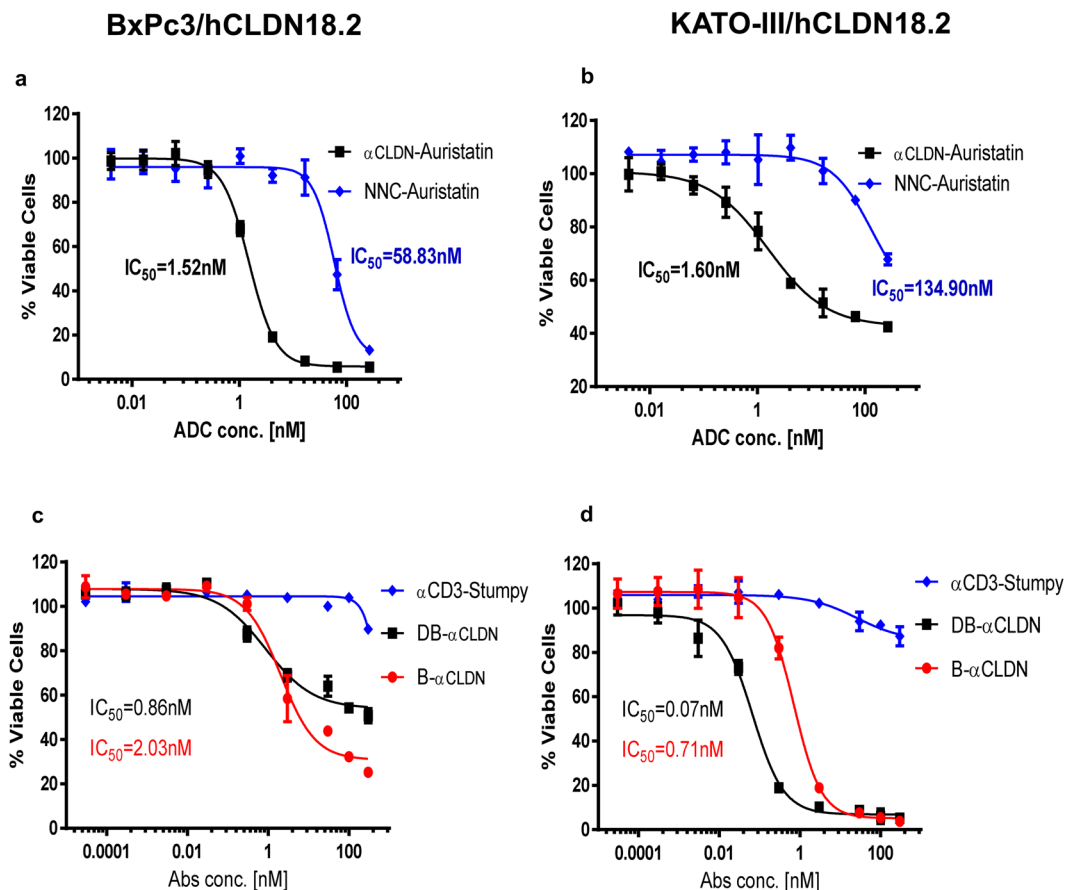 BxPc3/hCLDN18.2
KATO-III/hCLDN18.2
a
120
100
80
60
40
20
0
% Viable Cells
αCLDN-Auristatin
NNC-Auristatin
IC50=1.52nM
IC50=58.83nM
0.01
1
100
ADC conc. [nM]
b
120
100
80
60
40
20
% Viable Cells
αCLDN-Auristatin
NNC-Auristatin
IC50=1.60nM
IC50=134.90nM
0.01
1
100
ADC conc. [nM]
c
120
100
80
60
40
20
0
% Viable Cells
αCD3-Stumpy
DB-αCLDN
B-αCLDN
IC50=0.86nM
IC50=2.03nM
0.0001
0.01
1
100
Abs conc. [nM]
d
120
100
80
60
40
20
0
% Viable Cells
αCD3-Stumpy
DB-αCLDN
B-αCLDN
IC50=0.07nM
IC50=0.71nM
0.0001
0.01
1
100
Abs conc. [nM]